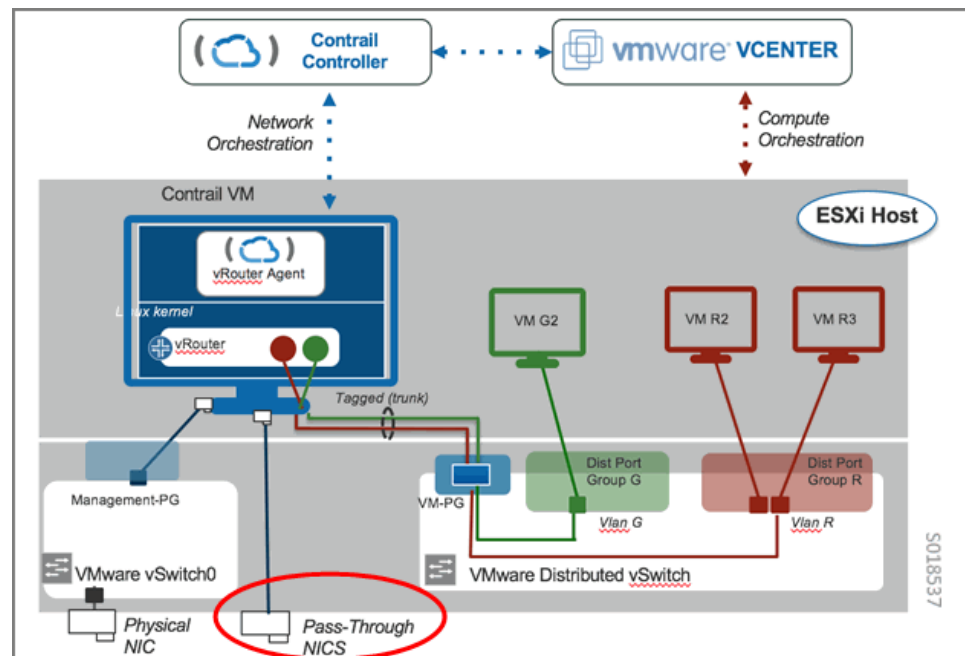 Contrail
Controller
vmware® VCENTER
Network
Orchestration
Compute
Orchestration
Contrail VM
ESXi Host
vRouter Agent
Linux kernel
vRouter
VM G2
VM R2
VM R3
Tagged (trunk)
Management-PG
VM-PG
Dist Port
Group G
Dist Port
Group R
Vlan G
Vlan R
VMware vSwitch0
VMware Distributed vSwitch
Physical
NIC
Pass-Through
NICS
S018537